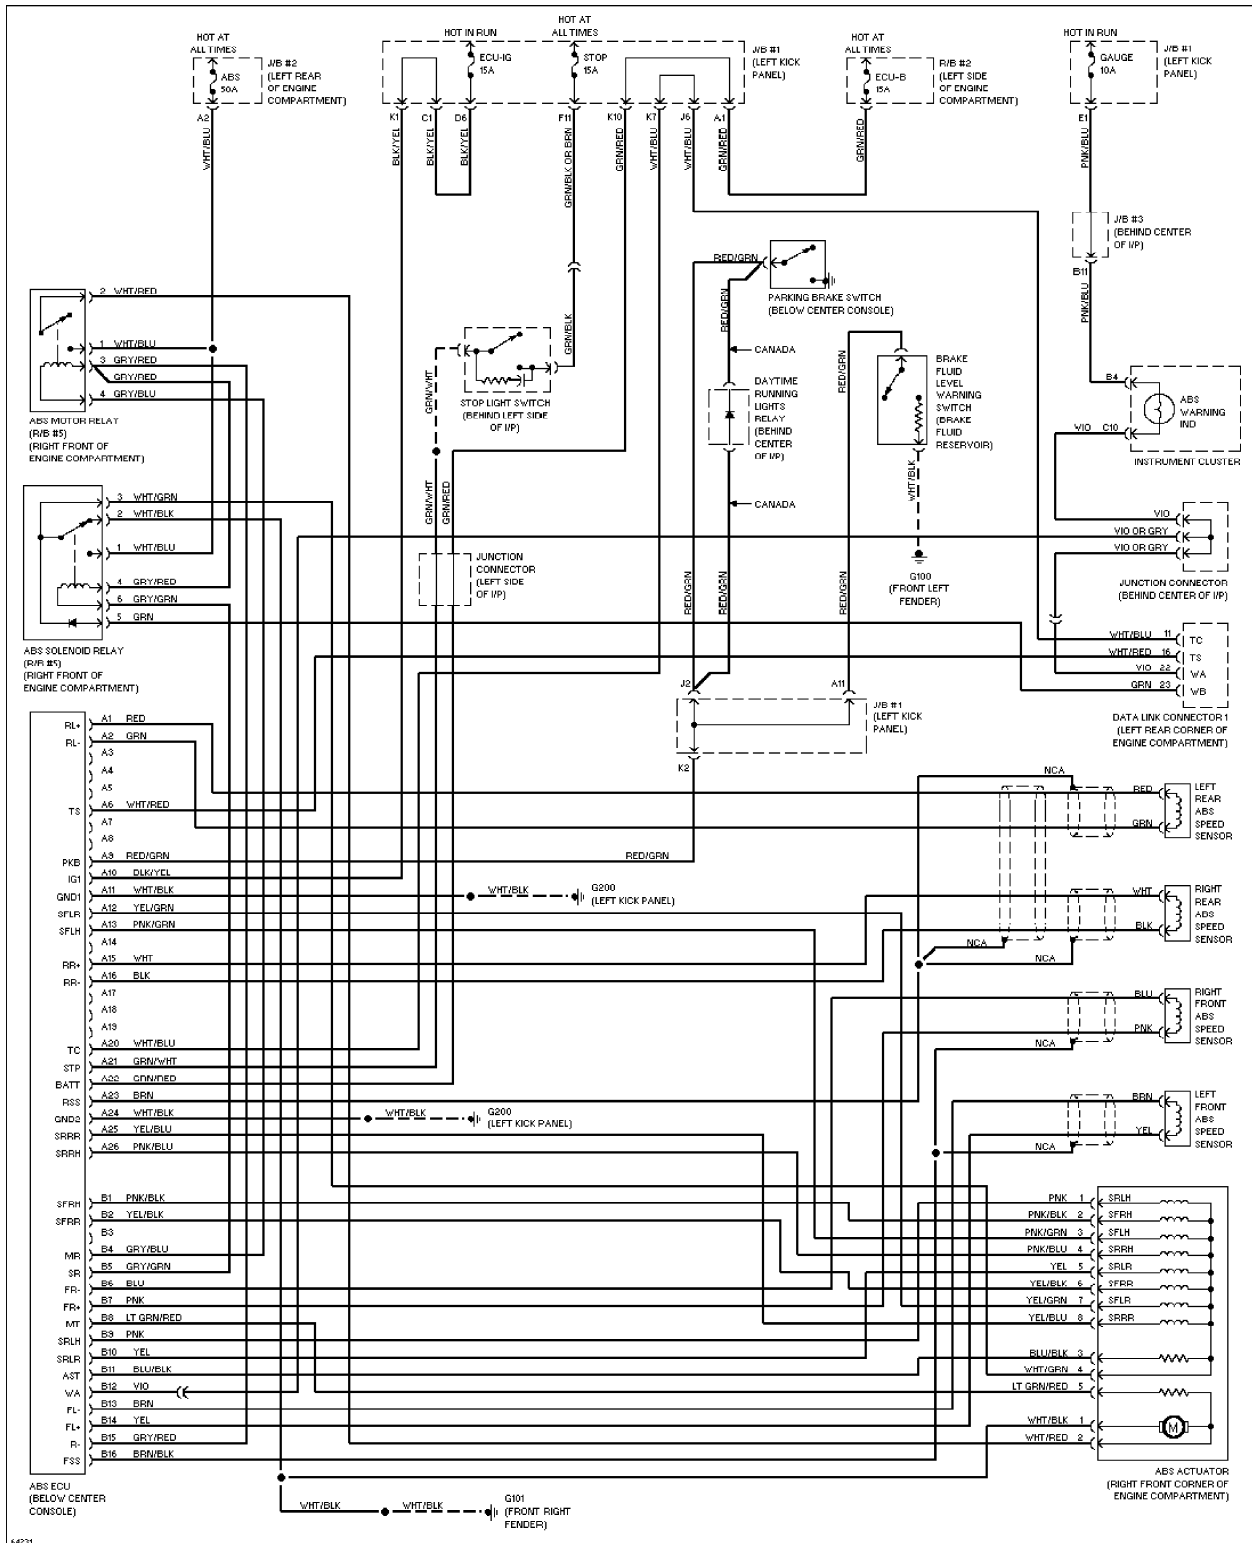 HOT AT
ALL TIMES
J/B #2
(LEFT REAR
OF ENGINE
COMPARTMENT)
ABS
50A
A2
WHT/BLU
HOT IN RUN
ECU-IG
15A
HOT AT
ALL TIMES
STOP
15A
J/B #1
(LEFT KICK
PANEL)
K1
C1
D6
F11
K10
K7
J6
A1
BLK/YEL
BLK/YEL
BLK/YEL
GRN/BLK OR BRN
GRN/RED
WHT/BLU
WHT/BLU
GRN/RED
HOT AT
ALL TIMES
ECU-B
15A
R/B #2
(LEFT SIDE
OF ENGINE
COMPARTMENT)
GRN/RED
HOT IN RUN
GAUGE
10A
J/B #1
(LEFT KICK
PANEL)
E1
PNK/BLU
J/B #3
(BEHIND CENTER
OF I/P)
B11
PNK/BLU
B4
ABS
WARNING
IND
VIO C10
INSTRUMENT CLUSTER
2 WHT/RED
1 WHT/BLU
3 GRY/RED
GRY/RED
4 GRY/BLU
ABS MOTOR RELAY
(R/B #5)
(RIGHT FRONT OF
ENGINE COMPARTMENT)
3 WHT/GRN
2 WHT/BLK
1 WHT/BLU
4 GRY/RED
6 GRY/GRN
5 GRN
ABS SOLENOID RELAY
(R/B #5)
(RIGHT FRONT OF
ENGINE COMPARTMENT)
GRN/BLK
GRN/WHT
STOP LIGHT SWITCH
(BEHIND LEFT SIDE
OF I/P)
GRN/WHT
GRN/RED
JUNCTION
CONNECTOR
(LEFT SIDE
OF I/P)
RED/GRN
PARKING BRAKE SWITCH
(BELOW CENTER CONSOLE)
RED/GRN
CANADA
DAYTIME
RUNNING
LIGHTS
RELAY
(BEHIND
CENTER
OF I/P)
CANADA
RED/GRN
RED/GRN
RED/GRN
RED/GRN
BRAKE
FLUID
LEVEL
WARNING
SWITCH
(BRAKE
FLUID
RESERVOIR)
WHT/BLK
G100
(FRONT LEFT
FENDER)
J2
A11
J/B #1
(LEFT KICK
PANEL)
K2
VIO
VIO OR GRY
VIO OR GRY
JUNCTION CONNECTOR
(BEHIND CENTER OF I/P)
WHT/BLU 11 TC
WHT/RED 16 TS
VIO 22 WA
GRN 23 WB
DATA LINK CONNECTOR 1
(LEFT REAR CORNER OF
ENGINE COMPARTMENT)
RL+ A1 RED
RL- A2 GRN
A3
A4
A5
TS A6 WHT/RED
A7
A8
PKB A9 RED/GRN
RED/GRN
IG1 A10 BLK/YEL
GND1 A11 WHT/BLK
WHT/BLK
G200
(LEFT KICK PANEL)
SFLR A12 YEL/GRN
SFLH A13 PNK/GRN
A14
RR+ A15 WHT
RR- A16 BLK
A17
A18
A19
TC A20 WHT/BLU
STP A21 GRN/WHT
BATT A22 GRN/RED
RSS A23 BRN
GND2 A24 WHT/BLK
WHT/BLK
G200
(LEFT KICK PANEL)
SRRR A25 YEL/BLU
SRRH A26 PNK/BLU
SFRH B1 PNK/BLK
SFRR B2 YEL/BLK
B3
MR B4 GRY/BLU
SR B5 GRY/GRN
FR- B6 BLU
FR+ B7 PNK
MT B8 LT GRN/RED
SRLH B9 PNK
SRLR B10 YEL
AST B11 BLU/BLK
WA B12 VIO
FL- B13 BRN
FL+ B14 YEL
R- B15 GRY/RED
FSS B16 BRN/BLK
ABS ECU
(BELOW CENTER
CONSOLE)
WHT/BLK
WHT/BLK
G101
(FRONT RIGHT
FENDER)
NCA
RED
GRN
LEFT
REAR
ABS
SPEED
SENSOR
WHT
BLK
RIGHT
REAR
ABS
SPEED
SENSOR
NCA
NCA
BLU
PNK
RIGHT
FRONT
ABS
SPEED
SENSOR
NCA
BRN
YEL
LEFT
FRONT
ABS
SPEED
SENSOR
NCA
PNK 1 SRLH
PNK/BLK 2 SFRH
PNK/GRN 3 SFLH
PNK/BLU 4 SRRH
YEL 5 SRLR
YEL/BLK 6 SFRR
YEL/GRN 7 SFLR
YEL/BLU 8 SRRR
BLU/BLK 3
WHT/GRN 4
LT GRN/RED 5
WHT/BLK 1
M
WHT/RED 2
ABS ACTUATOR
(RIGHT FRONT CORNER OF
ENGINE COMPARTMENT)
64231